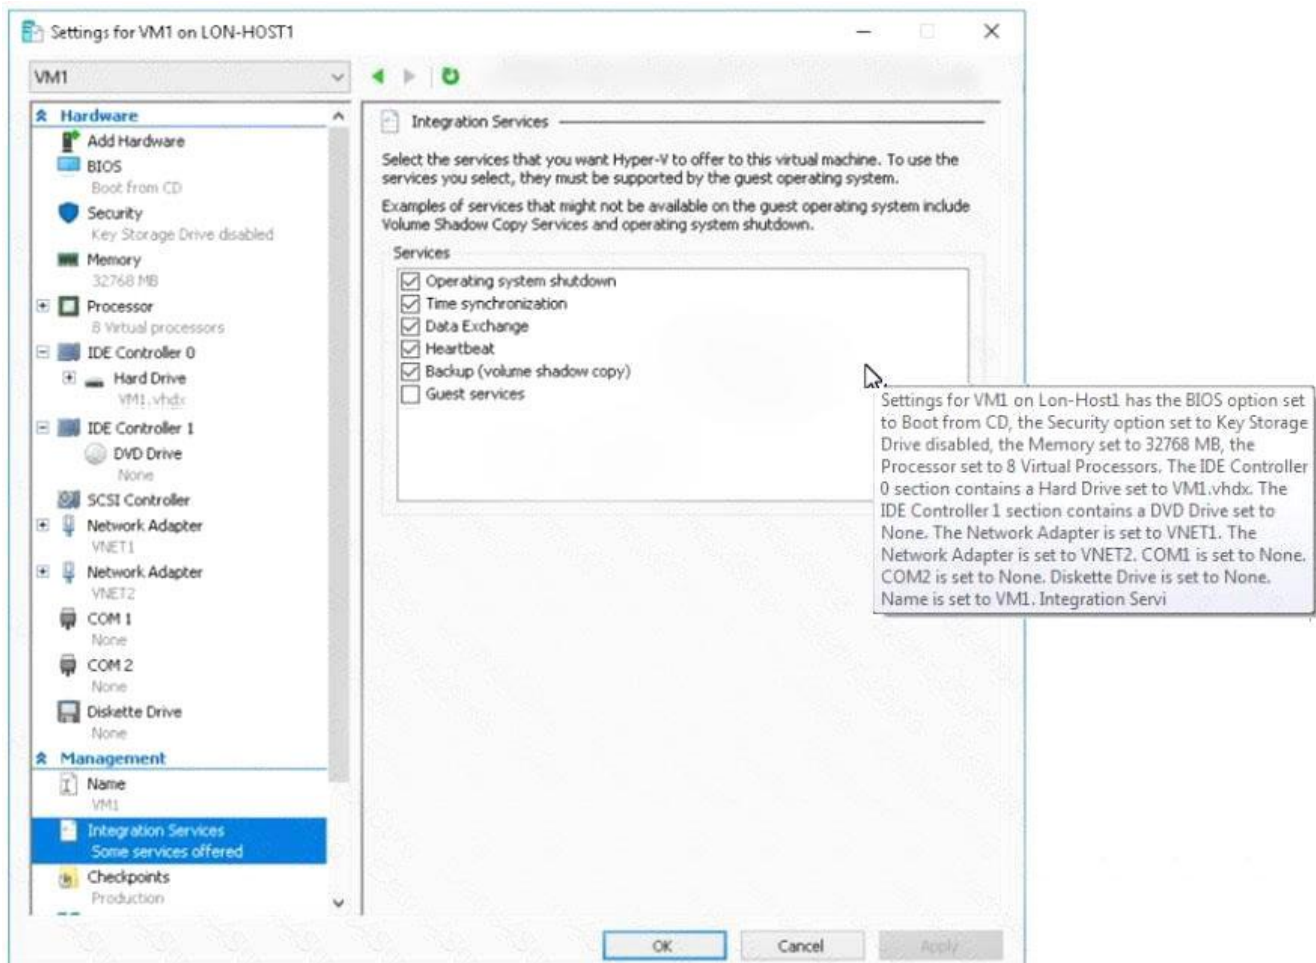 Settings for VM1 on LON-HOST1
VM1
Hardware
Add Hardware
BIOS
Boot from CD
Security
Key Storage Drive disabled
Memory
32768 MB
Processor
8 Virtual processors
IDE Controller 0
Hard Drive
VM1.vhdx
IDE Controller 1
DVD Drive
None
SCSI Controller
Network Adapter
VNET1
Network Adapter
VNET2
COM 1
None
COM 2
None
Diskette Drive
None
Management
Name
VM1
Integration Services
Some services offered
Checkpoints
Production
Integration Services
Select the services that you want Hyper-V to offer to this virtual machine. To use the
services you select, they must be supported by the guest operating system.
Examples of services that might not be available on the guest operating system include
Volume Shadow Copy Services and operating system shutdown.
Services
Operating system shutdown
Time synchronization
Data Exchange
Heartbeat
Backup (volume shadow copy)
Guest services
Settings for VM1 on Lon-Host1 has the BIOS option set
to Boot from CD, the Security option set to Key Storage
Drive disabled, the Memory set to 32768 MB, the
Processor set to 8 Virtual Processors. The IDE Controller
0 section contains a Hard Drive set to VM1.vhdx. The
IDE Controller 1 section contains a DVD Drive set to
None. The Network Adapter is set to VNET1. The
Network Adapter is set to VNET2. COM1 is set to None.
COM2 is set to None. Diskette Drive is set to None.
Name is set to VM1. Integration Servi
OK
Cancel
Apply